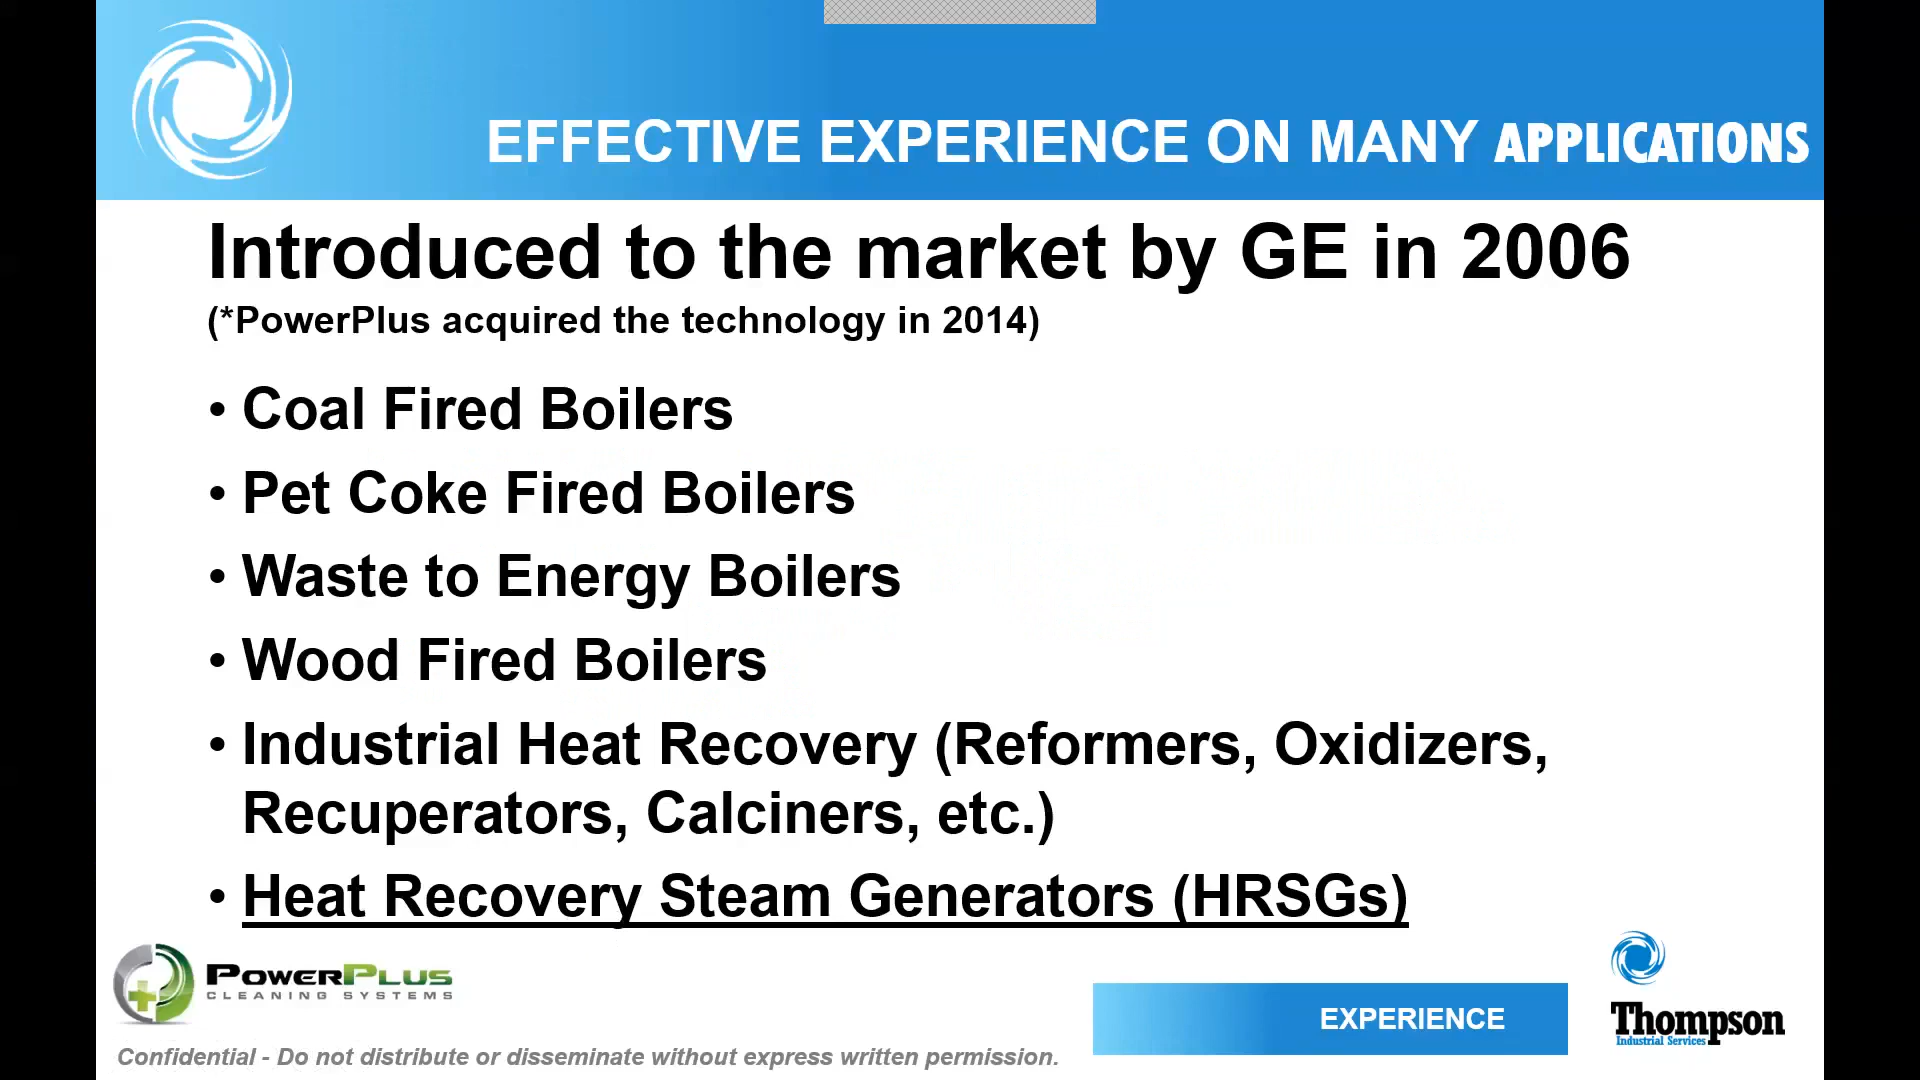 EFFECTIVE EXPERIENCE ON MANY APPLICATIONS
Introduced to the market by GE in 2006
(*PowerPlus acquired the technology in 2014)
• Coal Fired Boilers
• Pet Coke Fired Boilers
• Waste to Energy Boilers
• Wood Fired Boilers
• Industrial Heat Recovery (Reformers, Oxidizers,
Recuperators, Calciners, etc.)
• Heat Recovery Steam Generators (HRSGs)
POWERPLUS
CLEANING SYSTEMS
EXPERIENCE
Thompson
Industrial Services
Confidential - Do not distribute or disseminate without express written permission.